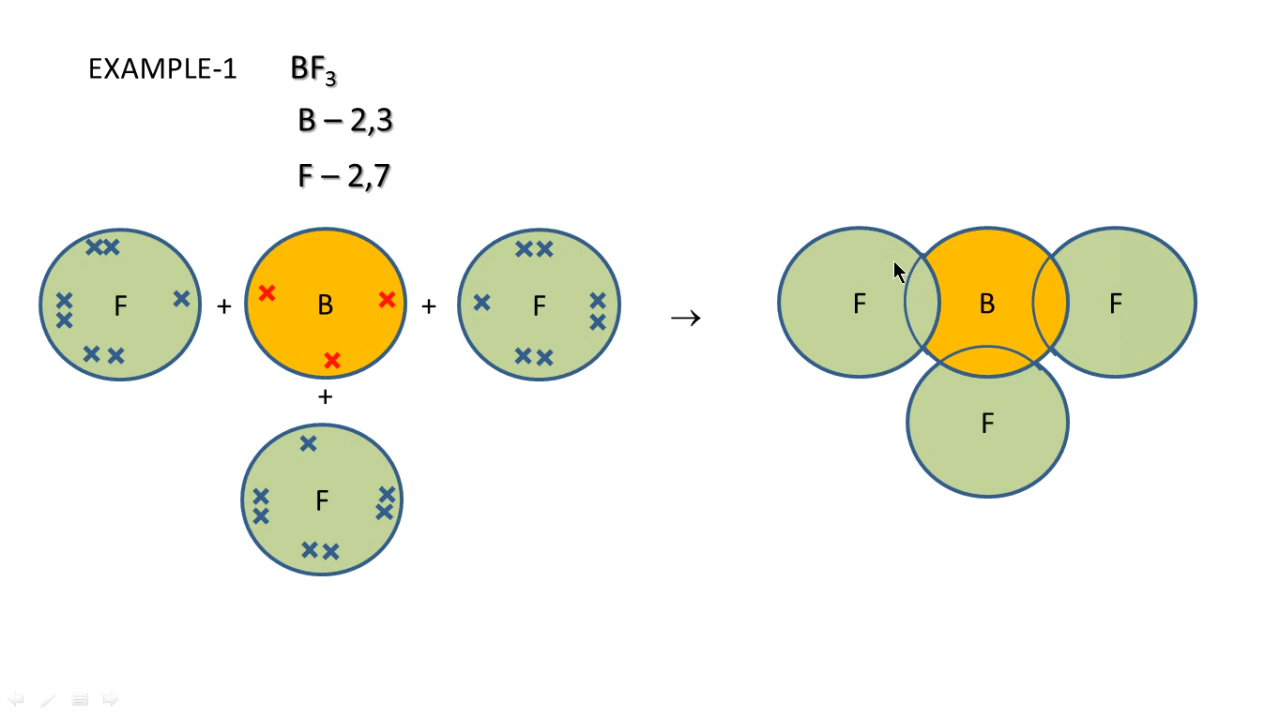 EXAMPLE-1 BF₃
B – 2,3
F – 2,7
F + B + F → F B F
+
F
F